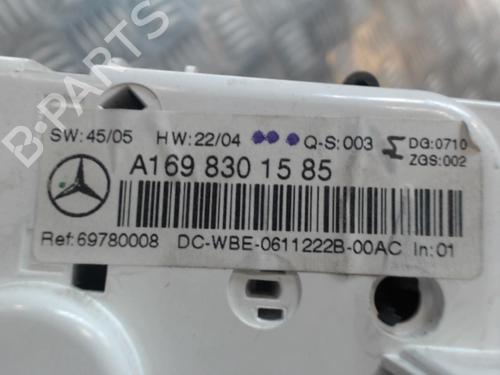 B-PARTS
SW: 45/05 HW: 22/04 Q-S: 003 DG:0710
ZGS:002
A169 830 15 85
Ref: 69780008 DC-WBE-0611222B-00AC In: 01